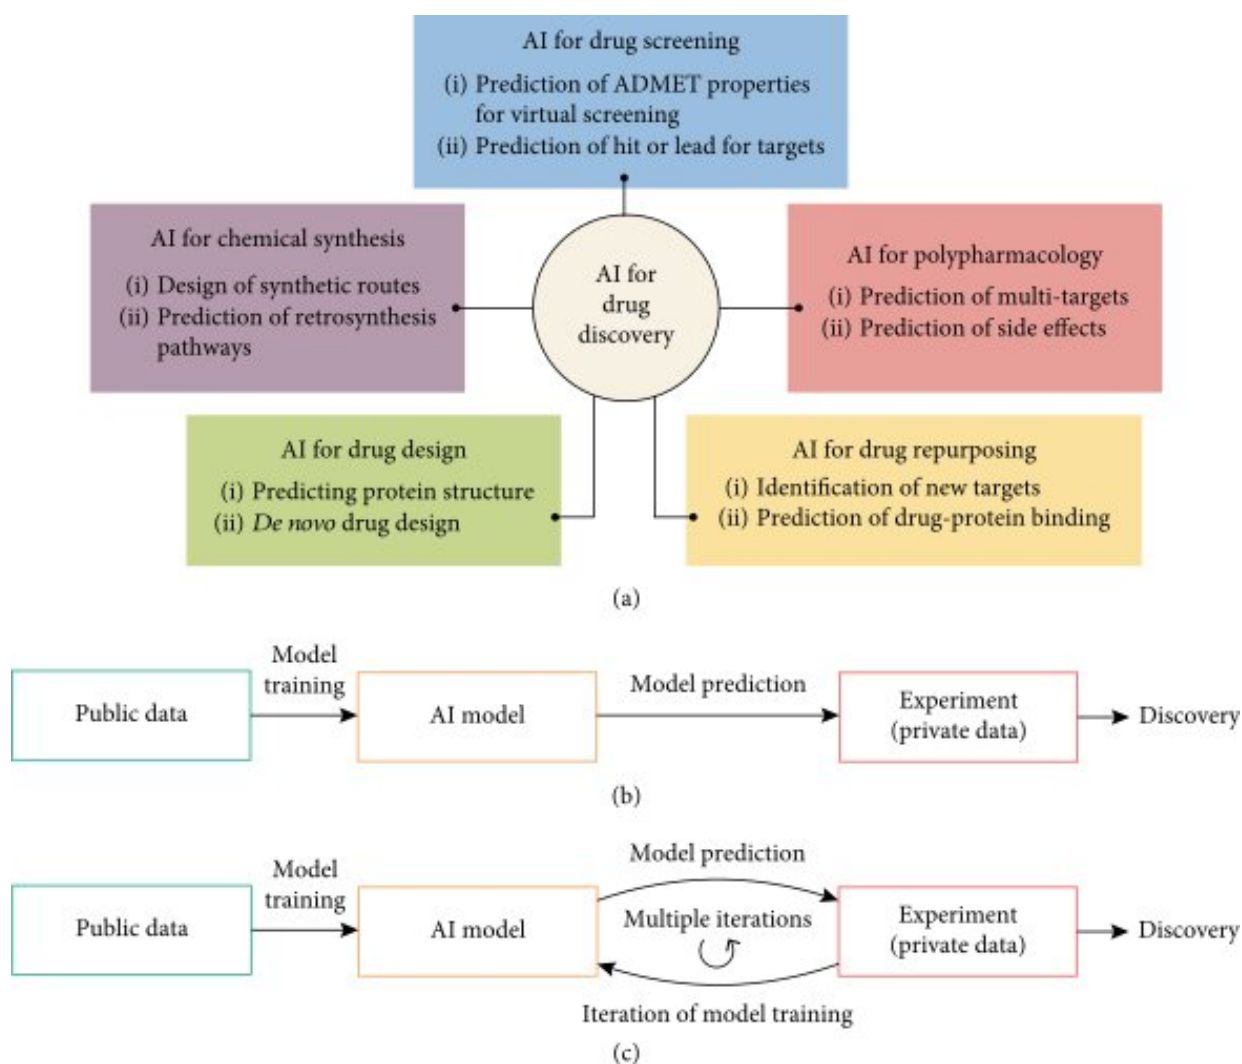 AI for drug screening
(i) Prediction of ADMET properties
for virtual screening
(ii) Prediction of hit or lead for targets
AI for chemical synthesis
(i) Design of synthetic routes
(ii) Prediction of retrosynthesis
pathways
AI for
drug
discovery
AI for polypharmacology
(i) Prediction of multi-targets
(ii) Prediction of side effects
AI for drug design
(i) Predicting protein structure
(ii) De novo drug design
AI for drug repurposing
(i) Identification of new targets
(ii) Prediction of drug-protein binding
(a)
Public data
Model
training
AI model
Model prediction
Experiment
(private data)
Discovery
(b)
Public data
Model
training
AI model
Model prediction
Multiple iterations
Iteration of model training
Experiment
(private data)
Discovery
(c)